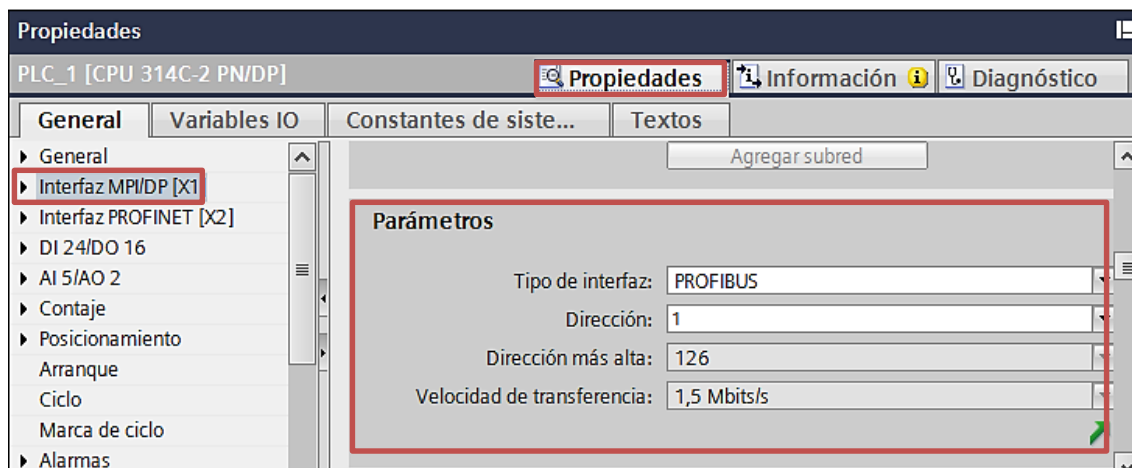 Propiedades
PLC_1 [CPU 314C-2 PN/DP]
Propiedades
Información
Diagnóstico
General
Variables IO
Constantes de siste...
Textos
General
Interfaz MPI/DP [X1
Interfaz PROFINET [X2]
DI 24/DO 16
AI 5/AO 2
Contaje
Posicionamiento
Arranque
Ciclo
Marca de ciclo
Alarmas
Agregar subred
Parámetros
Tipo de interfaz: PROFIBUS
Dirección: 1
Dirección más alta: 126
Velocidad de transferencia: 1,5 Mbits/s